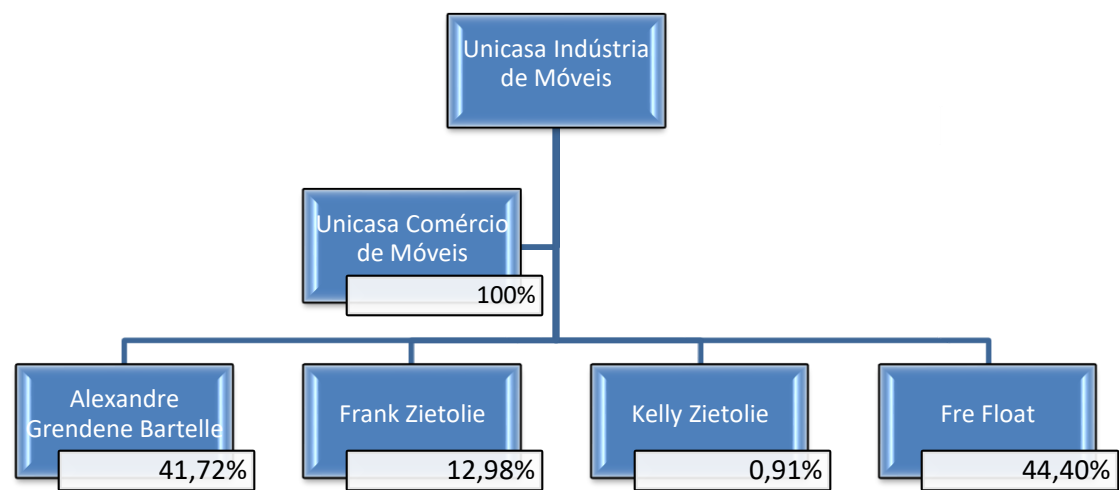 Unicasa Indústria
de Móveis
Unicasa Comércio
de Móveis
100%
Alexandre
Grendene Bartelle
41,72%
Frank Zietolie
12,98%
Kelly Zietolie
0,91%
Fre Float
44,40%